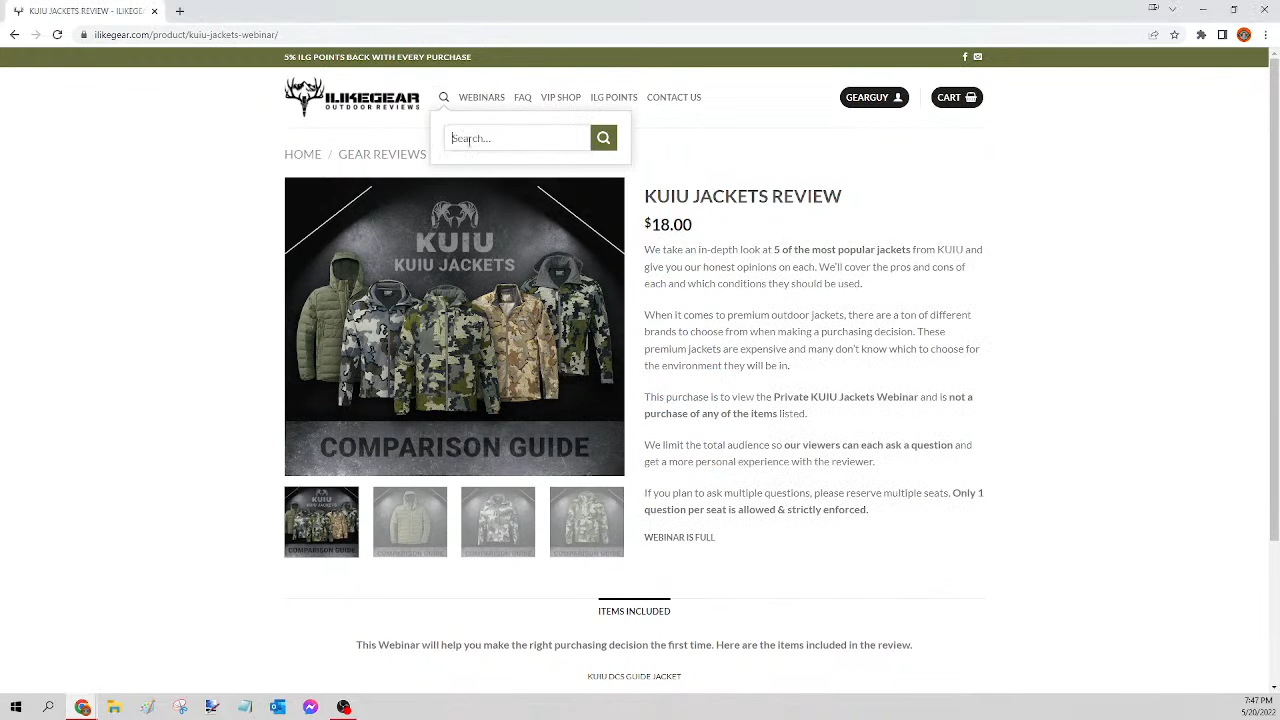 KUIU JACKETS REVIEW - ILIKEGEA
ilikegear.com/product/kuiu-jackets-webinar/
5% ILG POINTS BACK WITH EVERY PURCHASE
ILIKEGEAR
OUTDOOR REVIEWS
WEBINARS FAQ VIP SHOP ILG POINTS CONTACT US
GEARGUY CART
Search...
HOME / GEAR REVIEWS
KUIU
KUIU JACKETS
COMPARISON GUIDE
KUIU JACKETS REVIEW
$18.00
We take an in-depth look at 5 of the most popular jackets from KUIU and
give you our honest opinions on each. We'll cover the pros and cons of
each and which conditions they should be used.
When it comes to premium outdoor jackets, there are a ton of different
brands to choose from when making a purchasing decision. These
premium jackets are expensive and many don't know which to choose for
the environment they will be in.
This purchase is to view the Private KUIU Jackets Webinar and is not a
purchase of any of the items listed.
We limit the total audience so our viewers can each ask a question and
get a more personal experience with the reviewer.
If you plan to ask multiple questions, please reserve multiple seats. Only 1
question per seat is allowed & strictly enforced.
WEBINAR IS FULL
KUIU
COMPARISON GUIDE
ITEMS INCLUDED
This Webinar will help you make the right purchasing decision the first time. Here are the items included in the review.
KUIU DCS GUIDE JACKET
7:47 PM
5/20/2022